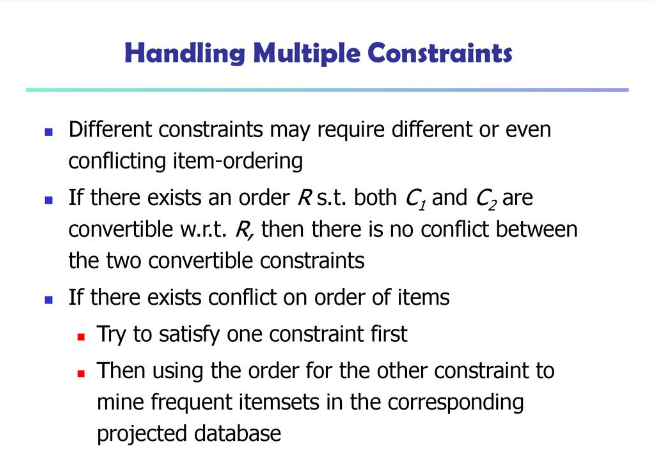 Handling Multiple Constraints
Different constraints may require different or even
conflicting item-ordering
If there exists an order R s.t. both C1 and C2 are
convertible w.r.t. R, then there is no conflict between
the two convertible constraints
If there exists conflict on order of items
Try to satisfy one constraint first
Then using the order for the other constraint to
mine frequent itemsets in the corresponding
projected database